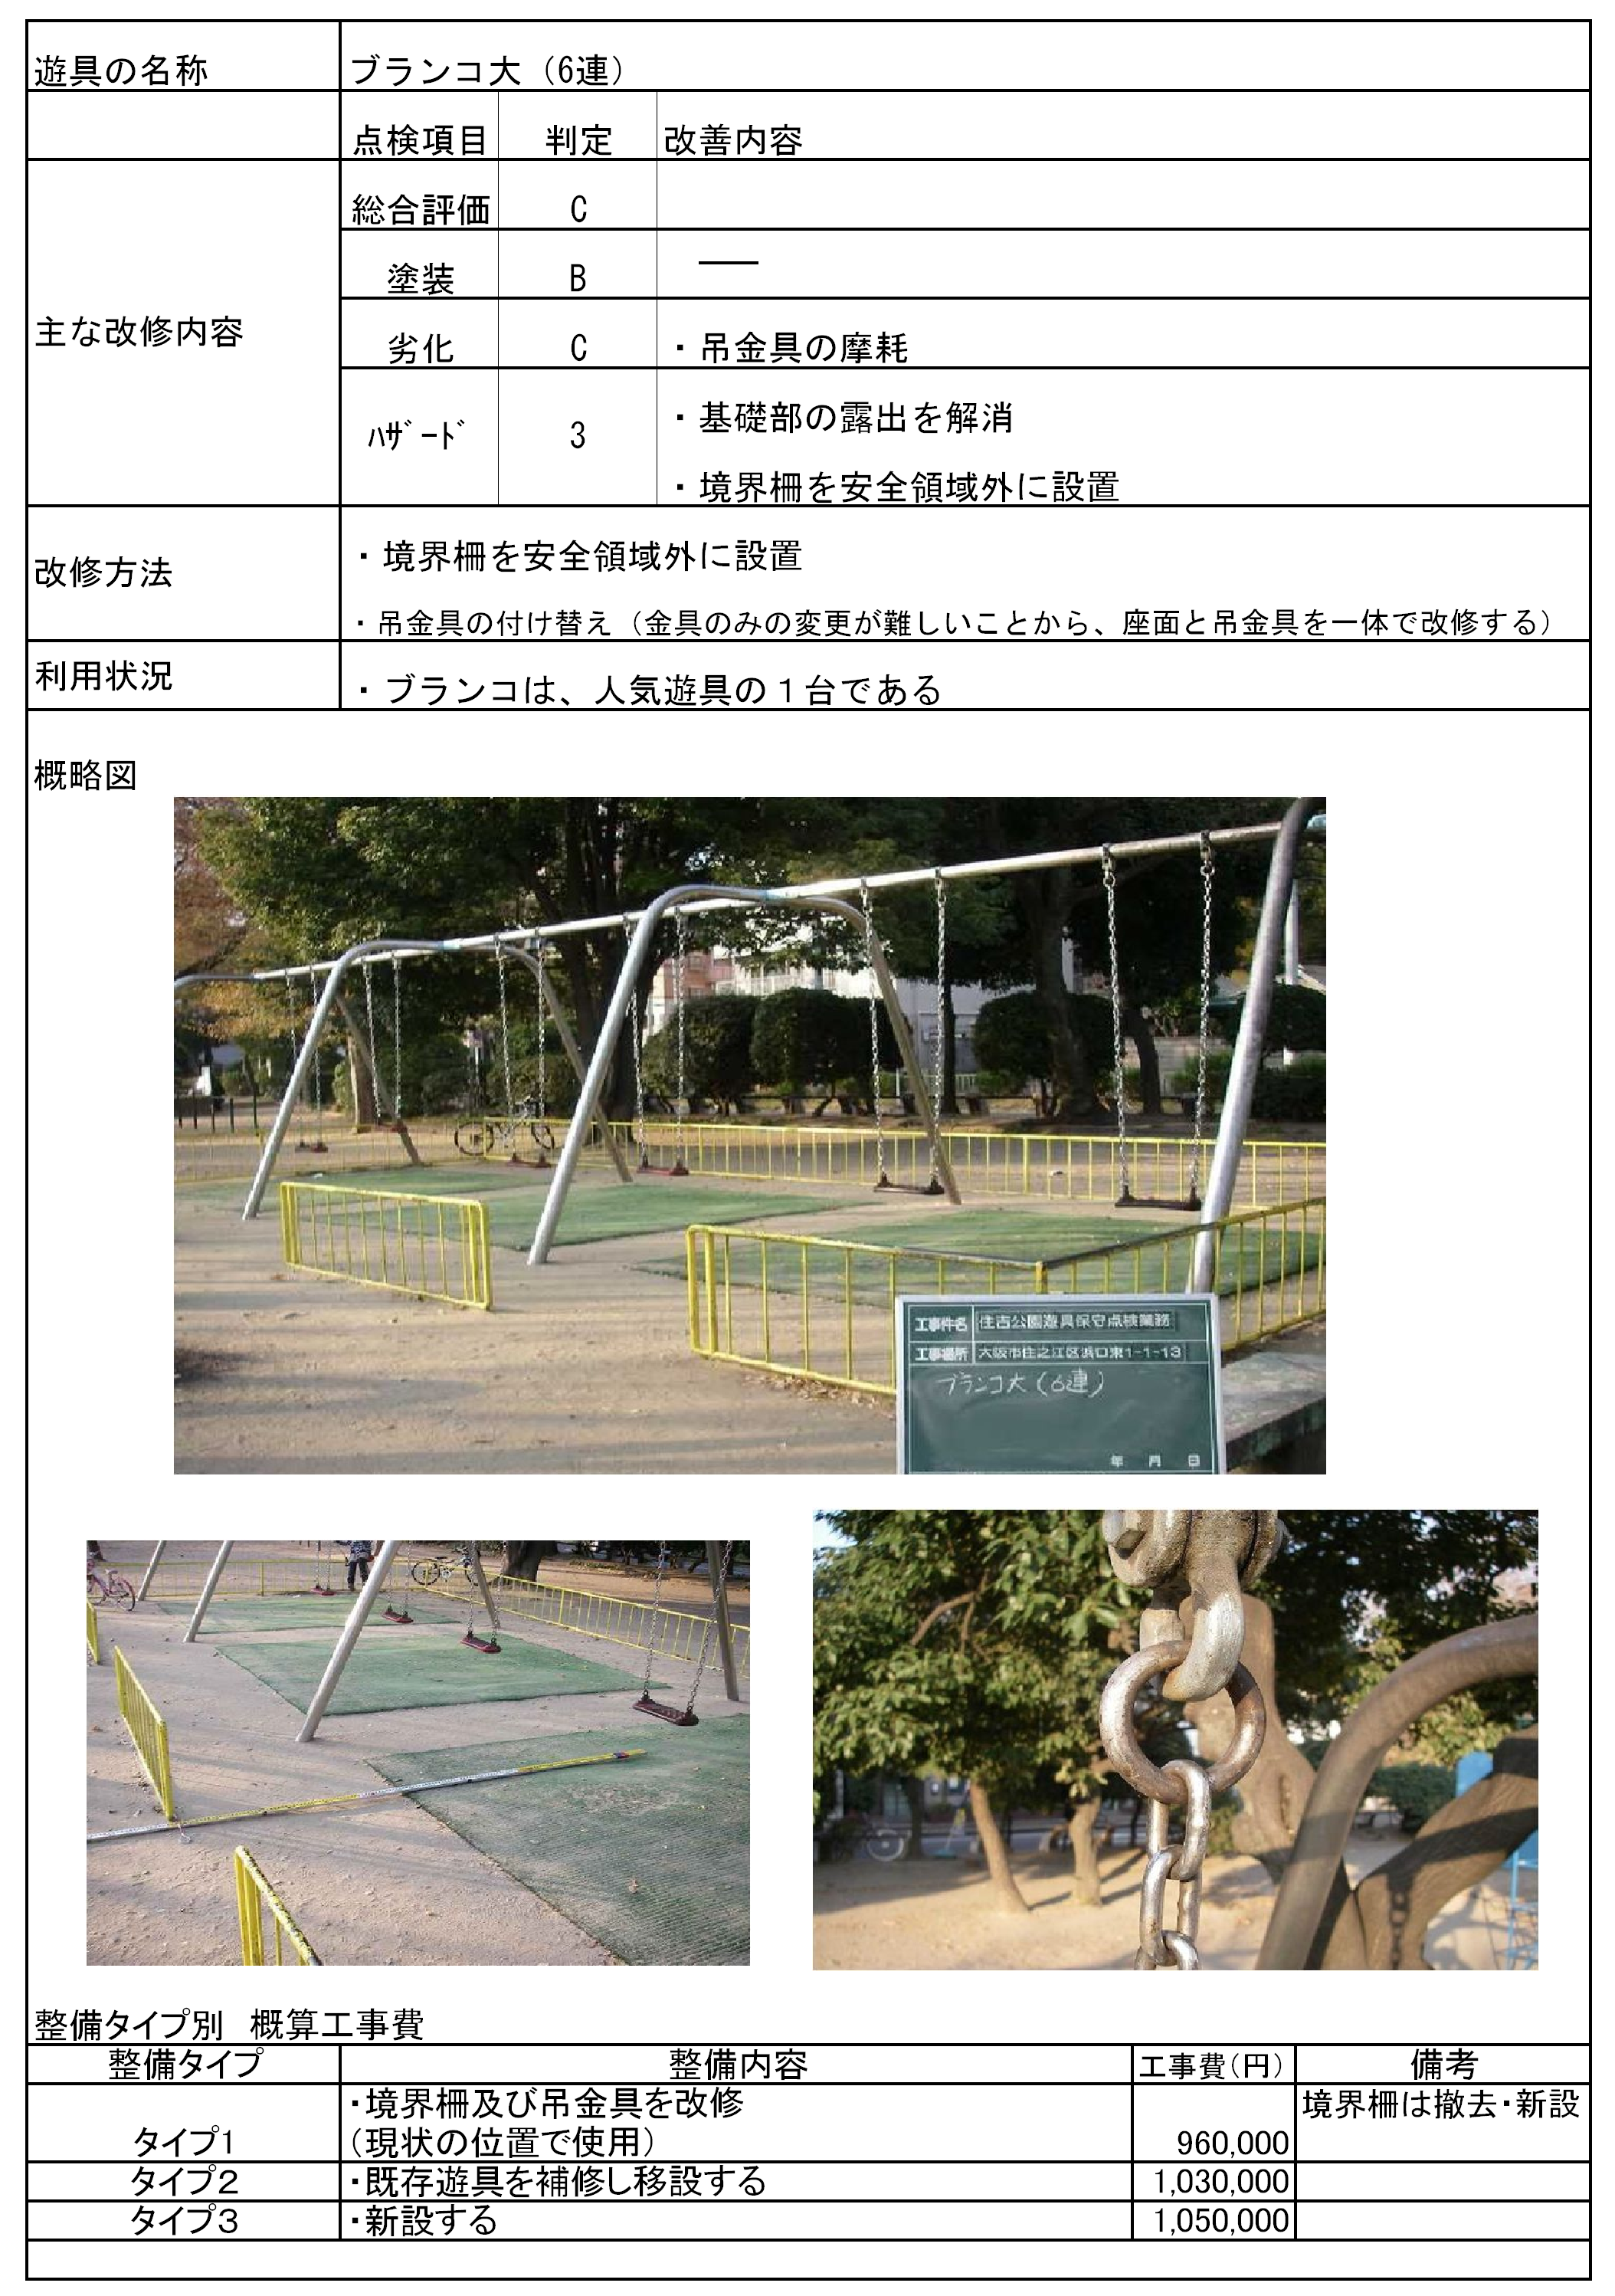 遊具の名称 ブランコ大（6連）
点検項目 判定 改善内容
総合評価 C
塗装 B ――
主な改修内容
劣化 C ・吊金具の摩耗
ﾊｻﾞｰﾄﾞ 3 ・基礎部の露出を解消
・境界柵を安全領域外に設置
改修方法 ・境界柵を安全領域外に設置
・吊金具の付け替え（金具のみの変更が難しいことから、座面と吊金具を一体で改修する）
利用状況 ・ブランコは、人気遊具の１台である
概略図
工事件名 住吉公園遊具保守点検業務
工事場所 大阪市住之江区浜口東1-1-13
ブランコ大（6連）
年 月 日
整備タイプ別　概算工事費
整備タイプ 整備内容 工事費（円） 備考
タイプ1 ・境界柵及び吊金具を改修 境界柵は撤去・新設
（現状の位置で使用） 960,000
タイプ２ ・既存遊具を補修し移設する 1,030,000
タイプ３ ・新設する 1,050,000